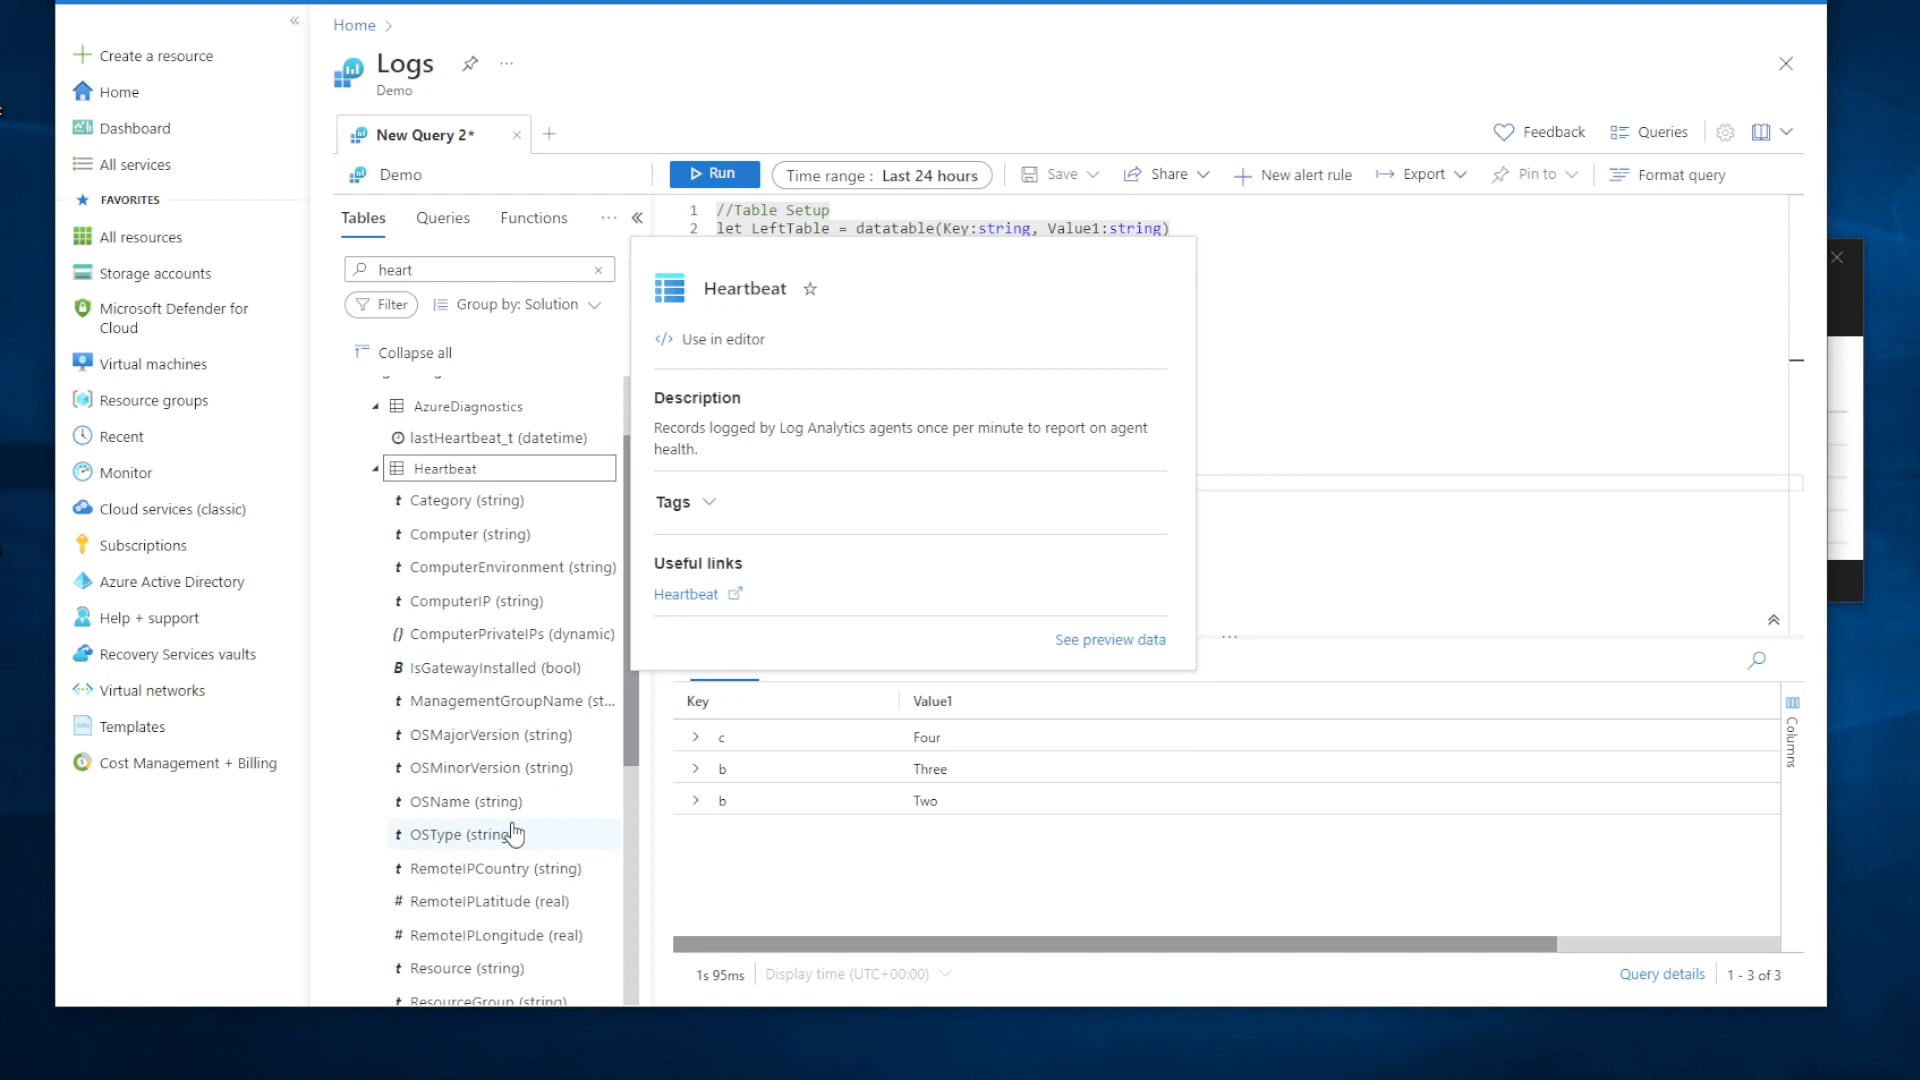 Create a resource
Home
Dashboard
All services
FAVORITES
All resources
Storage accounts
Microsoft Defender for
Cloud
Virtual machines
Resource groups
Recent
Monitor
Cloud services (classic)
Subscriptions
Azure Active Directory
Help + support
Recovery Services vaults
Virtual networks
Templates
Cost Management + Billing
Home
Logs
Demo
New Query 2*
Feedback
Queries
Demo
Run
Time range : Last 24 hours
Save
Share
New alert rule
Export
Pin to
Format query
Tables
Queries
Functions
heart
Filter
Group by: Solution
Collapse all
AzureDiagnostics
lastHeartbeat_t (datetime)
Heartbeat
t Category (string)
t Computer (string)
t ComputerEnvironment (string)
t ComputerIP (string)
{} ComputerPrivateIPs (dynamic)
B IsGatewayInstalled (bool)
t ManagementGroupName (st...
t OSMajorVersion (string)
t OSMinorVersion (string)
t OSName (string)
t OSType (string
t RemoteIPCountry (string)
# RemoteIPLatitude (real)
# RemoteIPLongitude (real)
t Resource (string)
t ResourceGroup (string)
1 //Table Setup
2 let LeftTable = datatable(Key:string, Value1:string)
Heartbeat
</> Use in editor
Description
Records logged by Log Analytics agents once per minute to report on agent
health.
Tags
Useful links
Heartbeat
See preview data
Key Value1
c Four
b Three
b Two
Columns
1s 95ms
Display time (UTC+00:00)
Query details
1 - 3 of 3